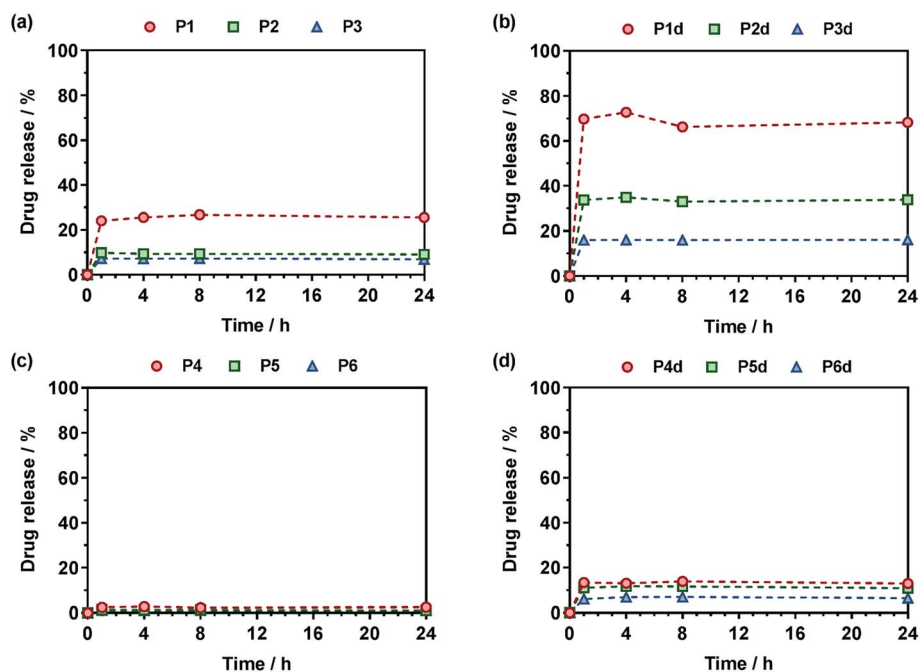 (a) P1 P2 P3
100
80
60
40
20
0
Drug release / %
0 4 8 12 16 20 24
Time / h
(b) P1d P2d P3d
100
80
60
40
20
0
Drug release / %
0 4 8 12 16 20 24
Time / h
(c) P4 P5 P6
100
80
60
40
20
0
Drug release / %
0 4 8 12 16 20 24
Time / h
(d) P4d P5d P6d
100
80
60
40
20
0
Drug release / %
0 4 8 12 16 20 24
Time / h